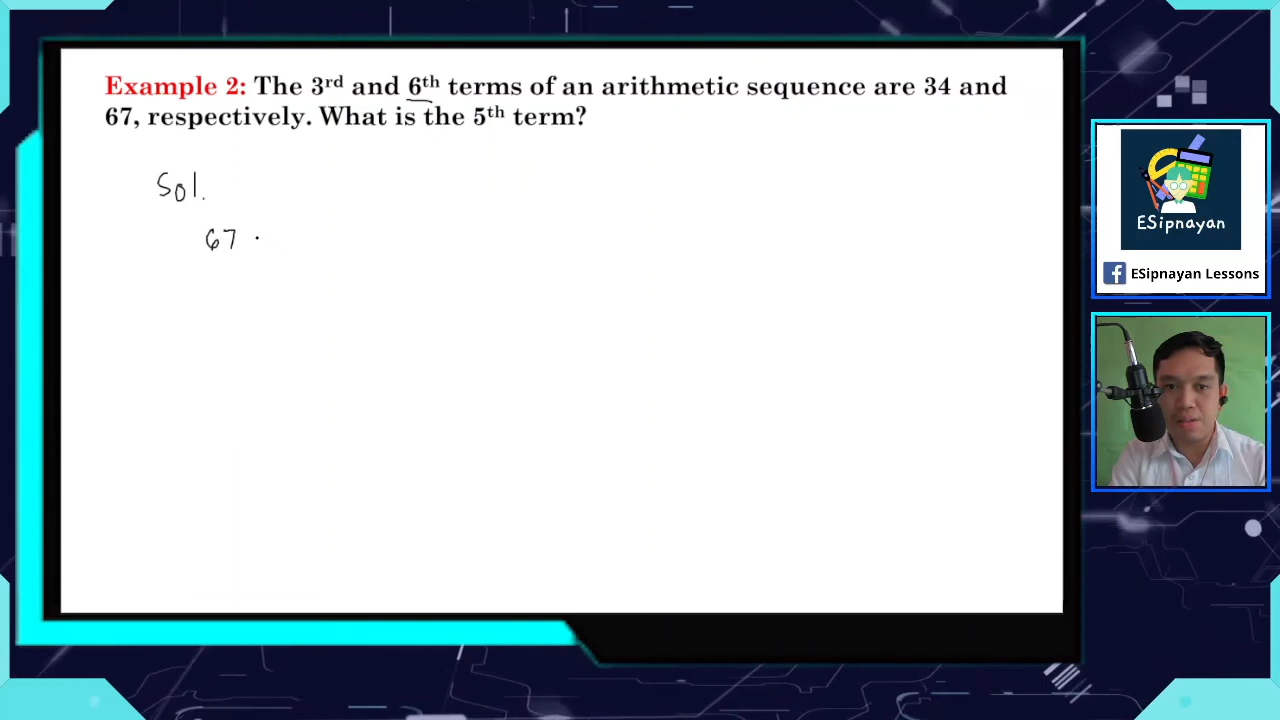 Example 2: The 3rd and 6th terms of an arithmetic sequence are 34 and
67, respectively. What is the 5th term?
Sol.
67
ESipnayan
ESipnayan Lessons